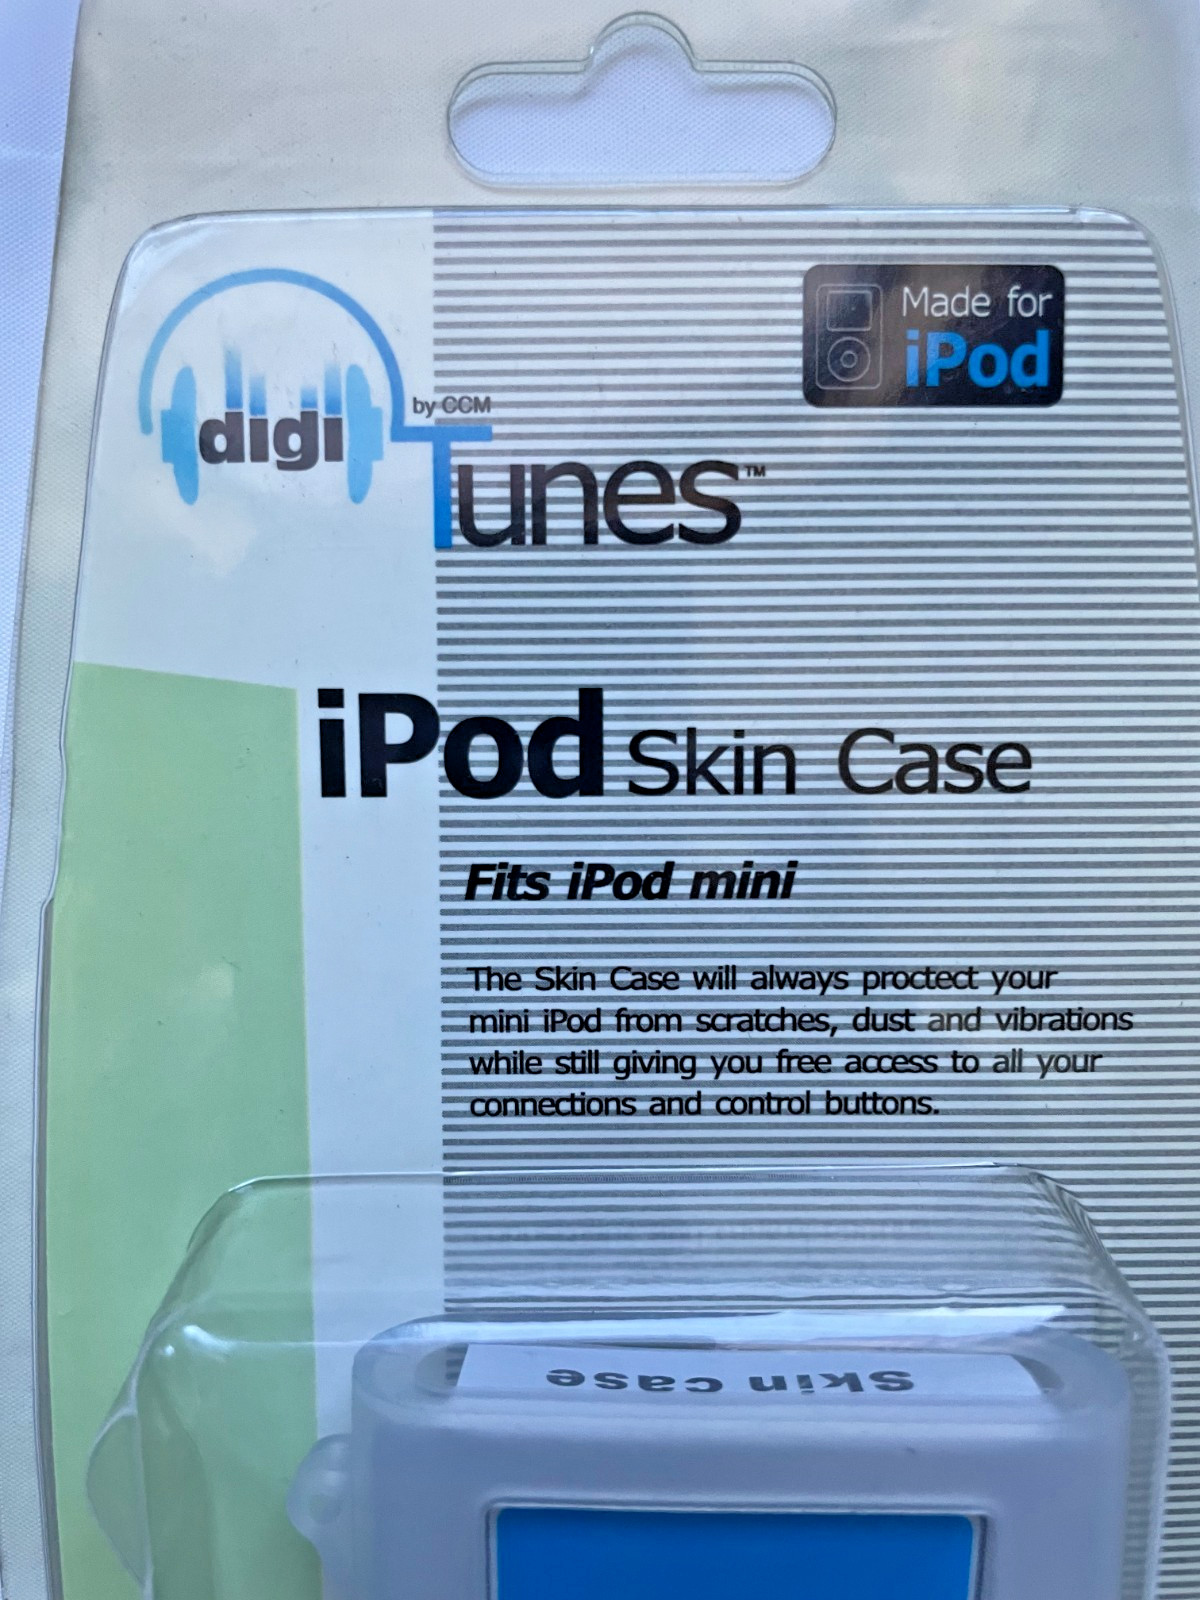 Made for
iPod
by CCM
digi
Tunes™
iPod Skin Case
Fits iPod mini
The Skin Case will always proctect your
mini iPod from scratches, dust and vibrations
while still giving you free access to all your
connections and control buttons.
Skin case